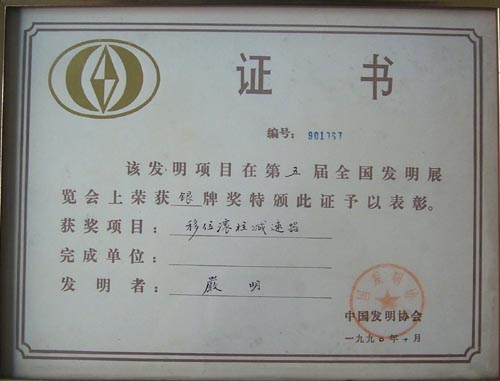 证书
编号: 901367
该发明项目在第五届全国发明展
览会上荣获银牌奖特颁此证予以表彰。
获奖项目: 移位滚柱减速器
完成单位:
发明者: 嚴明
中国发明协会
一九九〇年十月